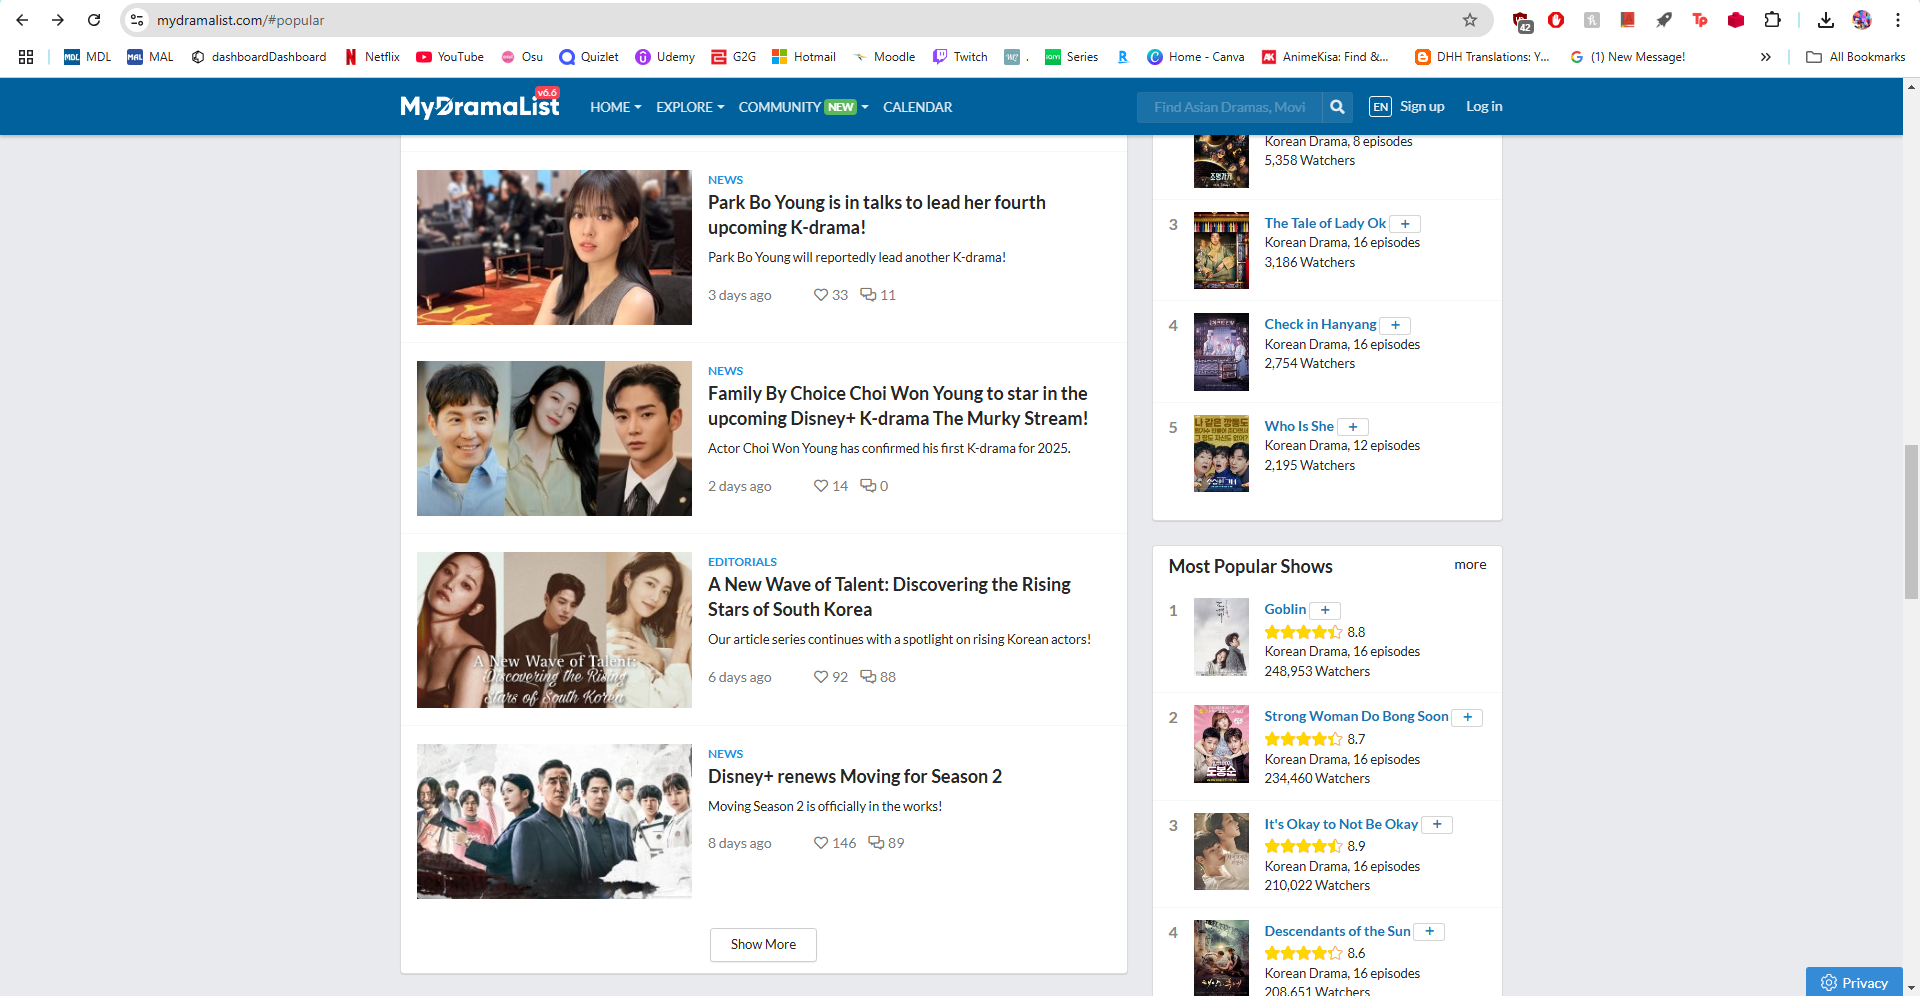 mydramalist.com/#popular
42
MDL MDL
MAL MAL
dashboardDashboard
Netflix
YouTube
Osu
Quizlet
Udemy
G2G
Hotmail
Moodle
Twitch
.
Series
Home - Canva
AnimeKisa: Find &...
DHH Translations: Y...
(1) New Message!
All Bookmarks
MyDramaList v6.6
HOME
EXPLORE
COMMUNITY NEW
CALENDAR
Find Asian Dramas, Movi
EN
Sign up
Log in
NEWS
Park Bo Young is in talks to lead her fourth
upcoming K-drama!
Park Bo Young will reportedly lead another K-drama!
3 days ago 33 11
NEWS
Family By Choice Choi Won Young to star in the
upcoming Disney+ K-drama The Murky Stream!
Actor Choi Won Young has confirmed his first K-drama for 2025.
2 days ago 14 0
EDITORIALS
A New Wave of Talent: Discovering the Rising
Stars of South Korea
Our article series continues with a spotlight on rising Korean actors!
6 days ago 92 88
A New Wave of Talent:
Discovering the Rising
Stars of South Korea
NEWS
Disney+ renews Moving for Season 2
Moving Season 2 is officially in the works!
8 days ago 146 89
Show More
Korean Drama, 8 episodes
5,358 Watchers
조명가게
3
The Tale of Lady Ok +
Korean Drama, 16 episodes
3,186 Watchers
4
Check in Hanyang +
Korean Drama, 16 episodes
2,754 Watchers
5
Who Is She +
Korean Drama, 12 episodes
2,195 Watchers
Most Popular Shows
more
1
Goblin +
8.8
Korean Drama, 16 episodes
248,953 Watchers
2
Strong Woman Do Bong Soon +
8.7
Korean Drama, 16 episodes
234,460 Watchers
도봉순
3
It's Okay to Not Be Okay +
8.9
Korean Drama, 16 episodes
210,022 Watchers
4
Descendants of the Sun +
8.6
Korean Drama, 16 episodes
208,651 Watchers
Privacy